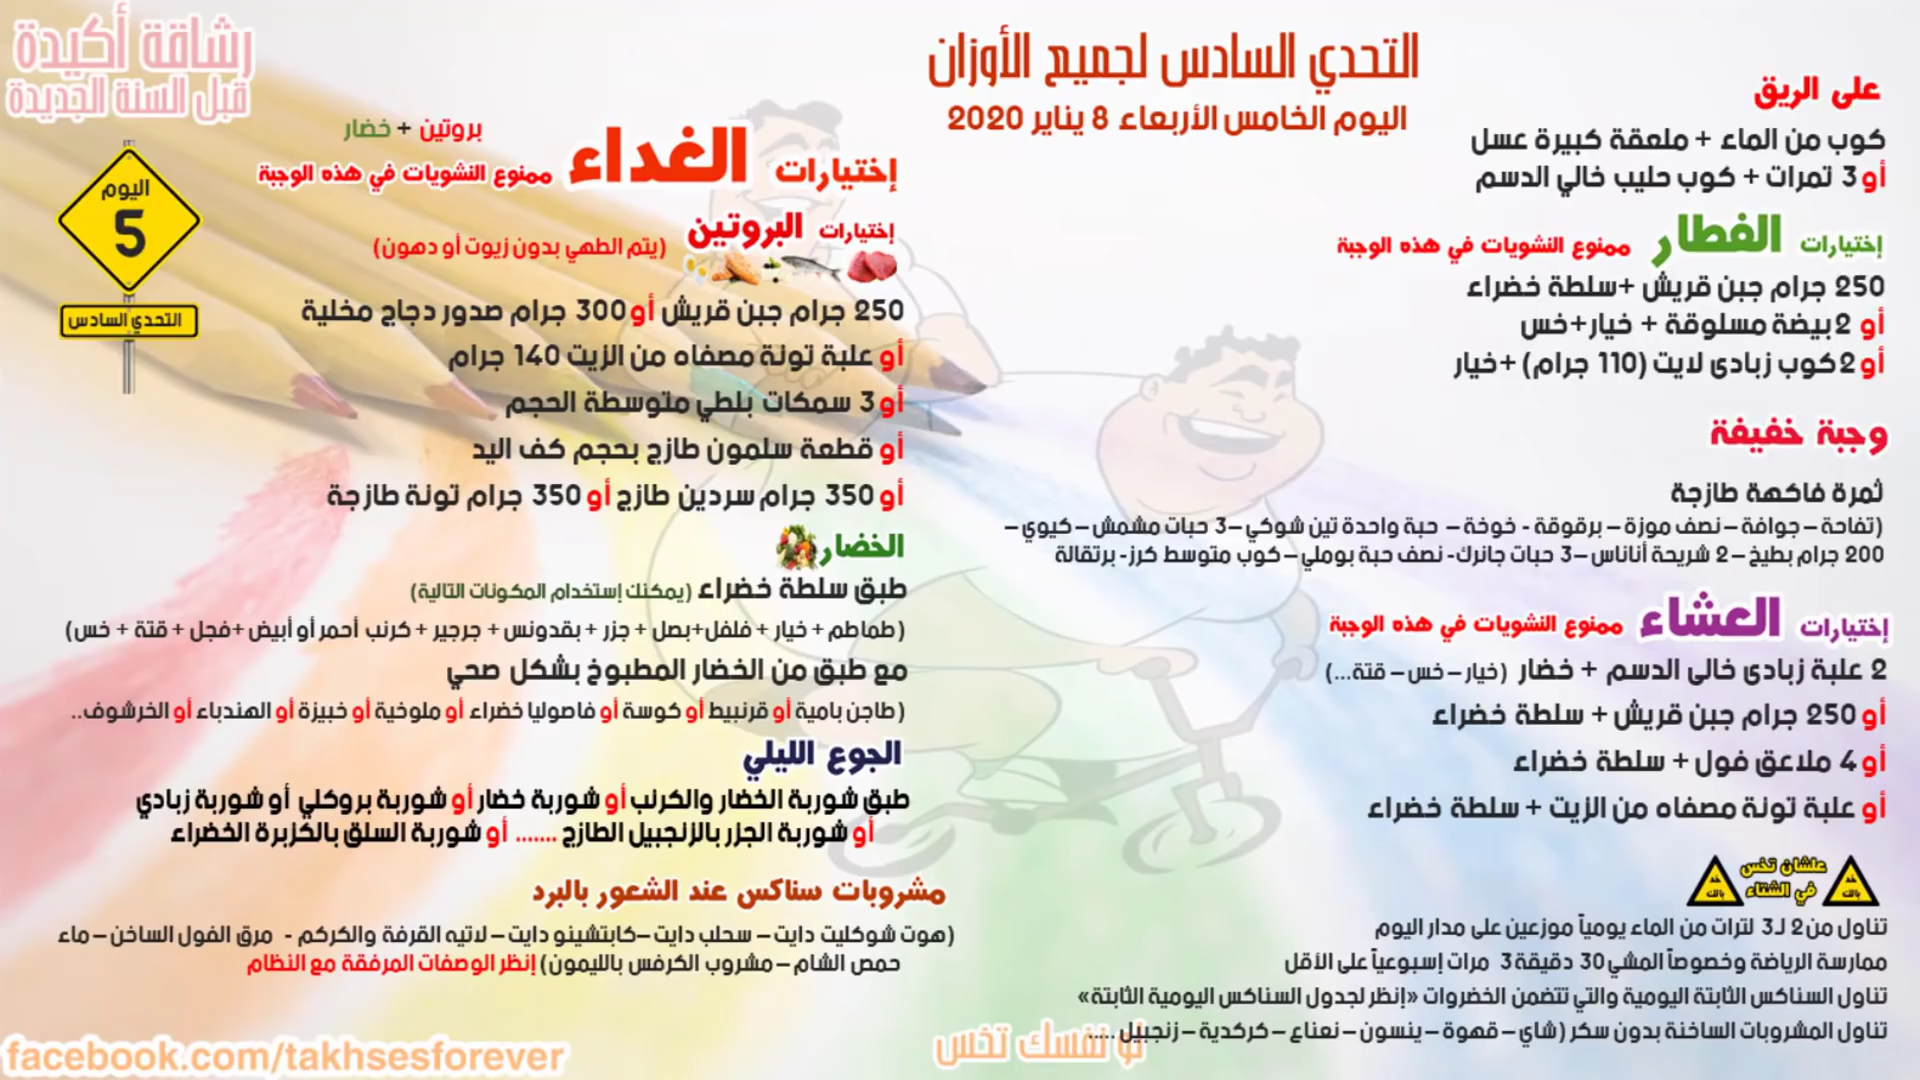 رشاقة أكيدة
قبل السنة الجديدة
التحدي السادس لجميع الأوزان
اليوم الخامس الأربعاء 8 يناير 2020
على الريق
كوب من الماء + ملعقة كبيرة عسل
أو 3 تمرات + كوب حليب خالي الدسم
إختيارات الفطار ممنوع النشويات في هذه الوجبة
250 جرام جبن قريش +سلطة خضراء
أو 2 بيضة مسلوقة + خيار+خس
أو 2 كوب زبادى لايت (110 جرام) +خيار
وجبة خفيفة
ثمرة فاكهة طازجة
(تفاحة – جوافة – نصف موزة – برقوقة - خوخة – حبة واحدة تين شوكي –3 حبات مشمش – كيوي –
200 جرام بطيخ – 2 شريحة أناناس –3 حبات جانرك- نصف حبة بوملي – كوب متوسط كرز- برتقالة
إختيارات العشاء ممنوع النشويات في هذه الوجبة
2 علبة زبادى خالى الدسم + خضار (خيار – خس – قتة...)
أو 250 جرام جبن قريش + سلطة خضراء
أو 4 ملاعق فول + سلطة خضراء
أو علبة تونة مصفاه من الزيت + سلطة خضراء
خد بالك
علشان تخس في الشتاء
خد بالك
تناول من 2 لـ 3 لترات من الماء يومياً موزعين على مدار اليوم
ممارسة الرياضة وخصوصاً المشي 30 دقيقة 3 مرات إسبوعياً على الأقل
تناول السناكس الثابتة اليومية والتي تتضمن الخضروات «إنظر لجدول السناكس اليومية الثابتة»
تناول المشروبات الساخنة بدون سكر (شاي – قهوة – ينسون – نعناع – كركدية – زنجبيل .....
بروتين + خضار
إختيارات الغداء ممنوع النشويات في هذه الوجبة
إختيارات البروتين (يتم الطهي بدون زيوت أو دهون)
250 جرام جبن قريش أو 300 جرام صدور دجاج مخلية
أو علبة تونة مصفاه من الزيت 140 جرام
أو 3 سمكات بلطي متوسطة الحجم
أو قطعة سلمون طازج بحجم كف اليد
أو 350 جرام سردين طازج أو 350 جرام تونة طازجة
الخضار
طبق سلطة خضراء (يمكنك إستخدام المكونات التالية)
(طماطم + خيار + فلفل+بصل + جزر + بقدونس + جرجير + كرنب أحمر أو أبيض +فجل + قتة + خس)
مع طبق من الخضار المطبوخ بشكل صحي
(طاجن بامية أو قرنبيط أو كوسة أو فاصوليا خضراء أو ملوخية أو خبيزة أو الهندباء أو الخرشوف..
الجوع الليلي
طبق شوربة الخضار والكرنب أو شوربة خضار أو شوربة بروكلي أو شوربة زبادي
أو شوربة الجزر بالزنجبيل الطازج ....... أو شوربة السلق بالكزبرة الخضراء
مشروبات سناكس عند الشعور بالبرد
(هوت شوكليت دايت – سحلب دايت –كابتشينو دايت – لاتيه القرفة والكركم - مرق الفول الساخن – ماء
حمص الشام – مشروب الكرفس بالليمون) إنظر الوصفات المرفقة مع النظام
اليوم
5
التحدي السادس
facebook.com/takhsesforever
نفسك تخس